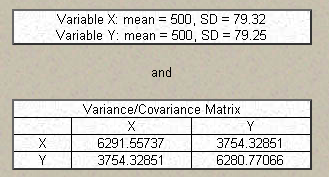 Variable X: mean = 500, SD = 79.32
Variable Y: mean = 500, SD = 79.25
and
Variance/Covariance Matrix
X Y
X 6291.55737 3754.32851
Y 3754.32851 6280.77066